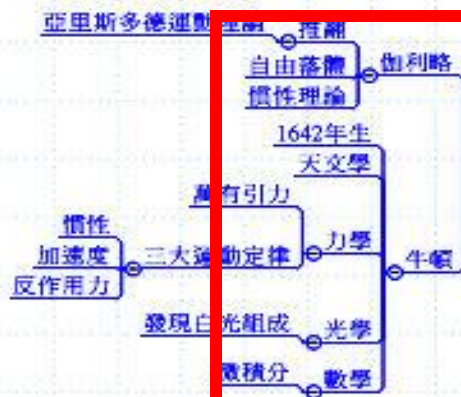 亞里斯多德運動理論
推翻
自由落體
伽利略
慣性理論
1642年生
天文學
萬有引力
力學
慣性
加速度
三大運動定律
反作用力
牛頓
發現白光組成
光學
微積分
數學